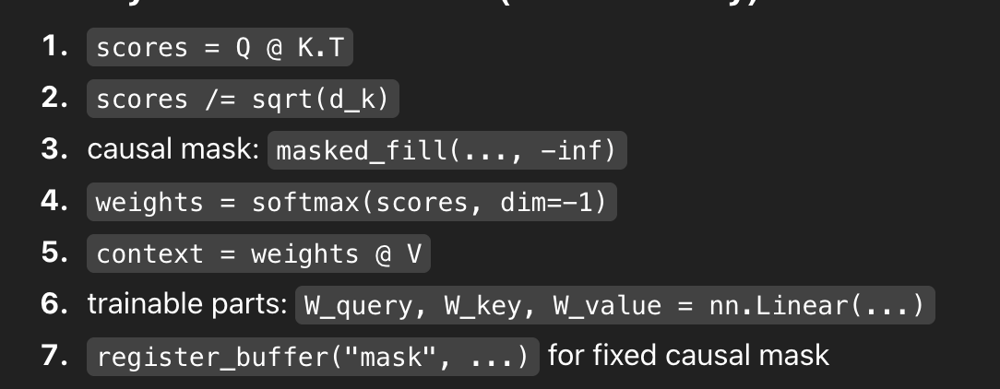 1. scores = Q @ K.T
2. scores /= sqrt(d_k)
3. causal mask: masked_fill(..., -inf)
4. weights = softmax(scores, dim=-1)
5. context = weights @ V
6. trainable parts: W_query, W_key, W_value = nn.Linear(...)
7. register_buffer("mask", ...) for fixed causal mask